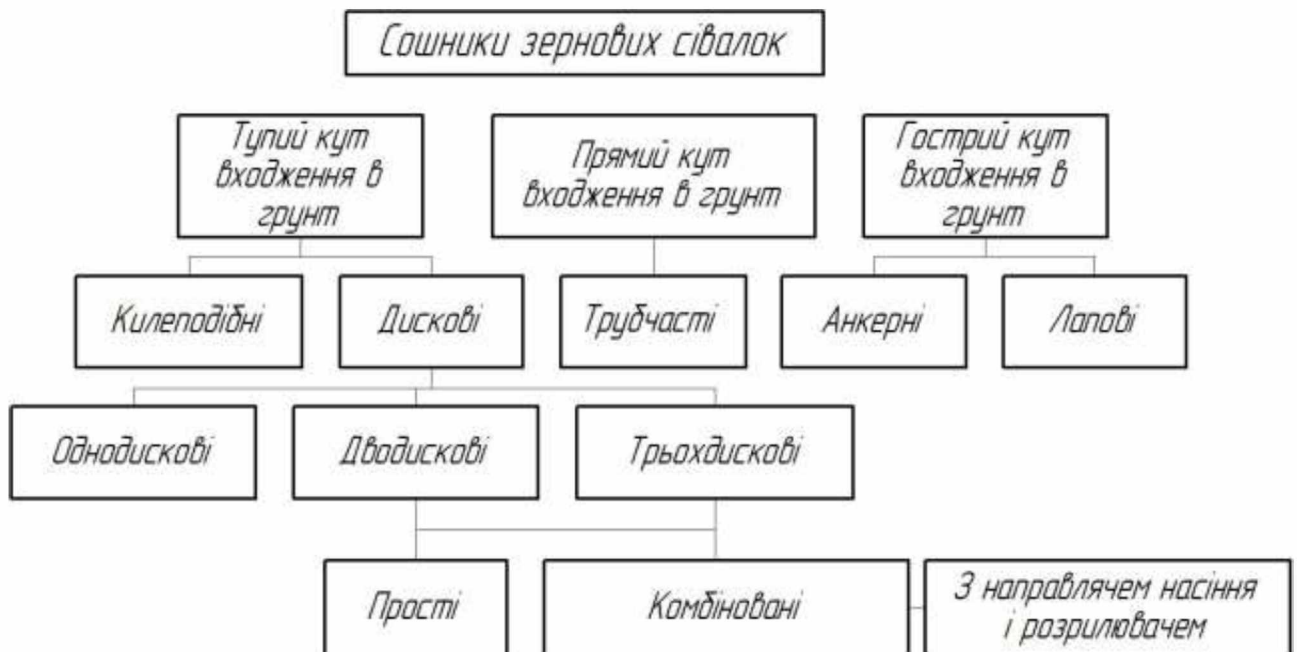 Сошники зернових сівалок
Тупий кут
входження в
грунт
Прямий кут
входження в грунт
Гострий кут
входження в
грунт
Килеподібні
Дискові
Трубчасті
Анкерні
Лапові
Однодискові
Дводискові
Трьохдискові
Прості
Комбіновані
З направлячем насіння
і розрилювачем